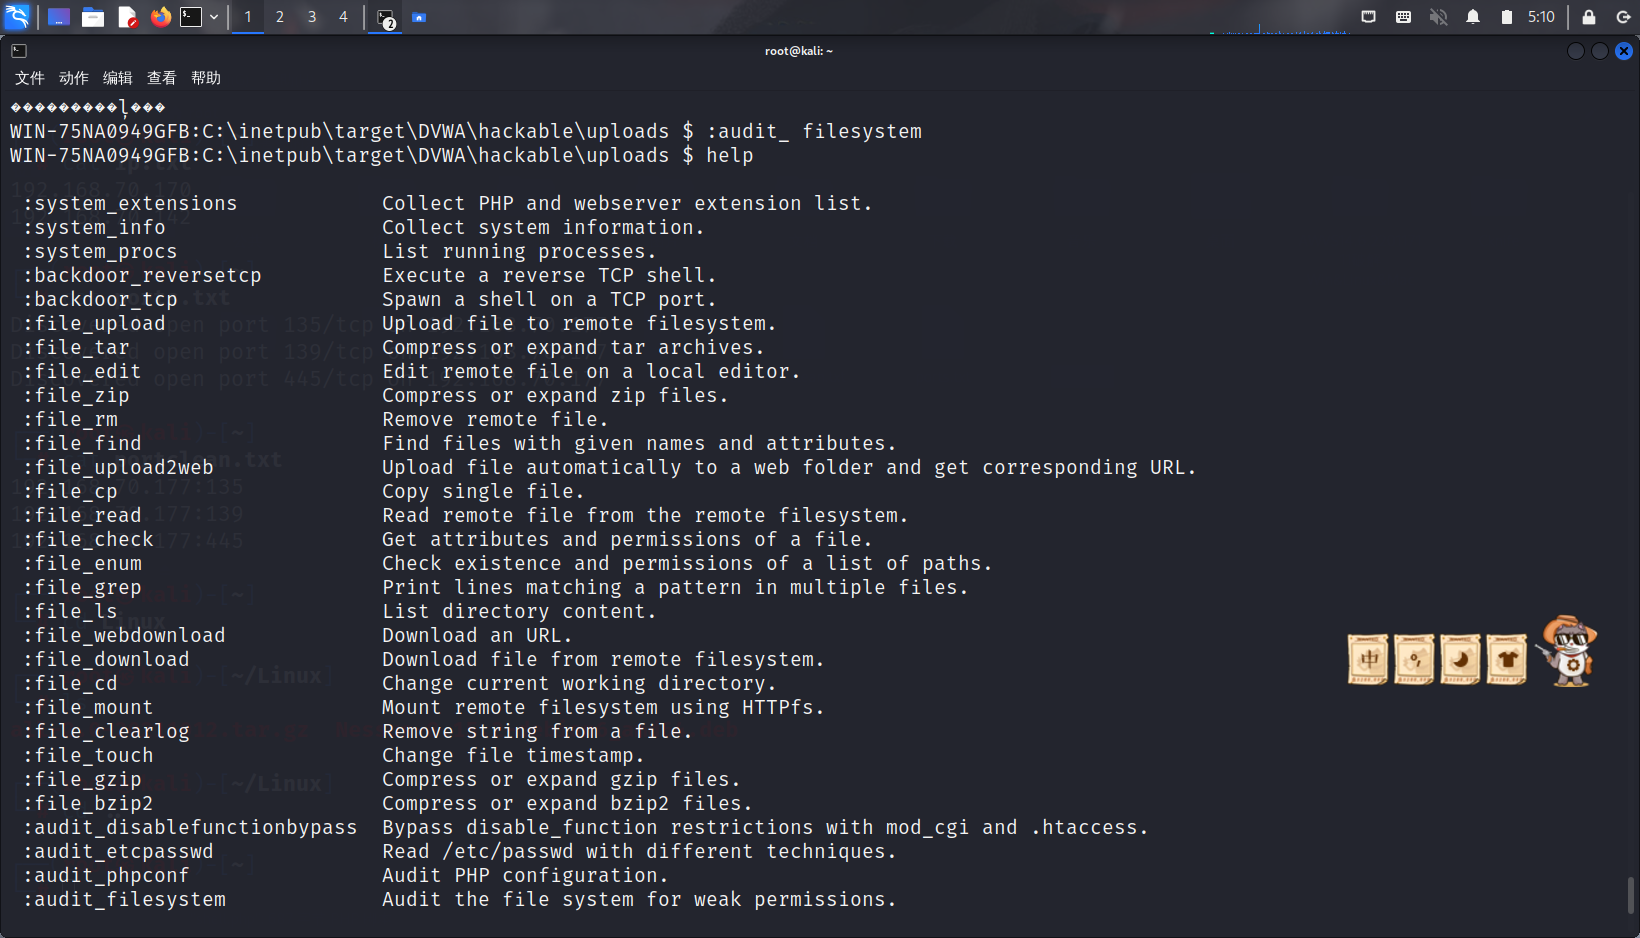 1 2 3 4 2 5:10
root@kali: ~
文件 动作 编辑 查看 帮助
���������ļ���
WIN-75NA0949GFB:C:\inetpub\target\DVWA\hackable\uploads $ :audit_ filesystem
WIN-75NA0949GFB:C:\inetpub\target\DVWA\hackable\uploads $ help
:system_extensions Collect PHP and webserver extension list.
:system_info Collect system information.
:system_procs List running processes.
:backdoor_reversetcp Execute a reverse TCP shell.
:backdoor_tcp Spawn a shell on a TCP port.
:file_upload Upload file to remote filesystem.
:file_tar Compress or expand tar archives.
:file_edit Edit remote file on a local editor.
:file_zip Compress or expand zip files.
:file_rm Remove remote file.
:file_find Find files with given names and attributes.
:file_upload2web Upload file automatically to a web folder and get corresponding URL.
:file_cp Copy single file.
:file_read Read remote file from the remote filesystem.
:file_check Get attributes and permissions of a file.
:file_enum Check existence and permissions of a list of paths.
:file_grep Print lines matching a pattern in multiple files.
:file_ls List directory content.
:file_webdownload Download an URL.
:file_download Download file from remote filesystem.
:file_cd Change current working directory.
:file_mount Mount remote filesystem using HTTPfs.
:file_clearlog Remove string from a file.
:file_touch Change file timestamp.
:file_gzip Compress or expand gzip files.
:file_bzip2 Compress or expand bzip2 files.
:audit_disablefunctionbypass Bypass disable_function restrictions with mod_cgi and .htaccess.
:audit_etcpasswd Read /etc/passwd with different techniques.
:audit_phpconf Audit PHP configuration.
:audit_filesystem Audit the file system for weak permissions.
中